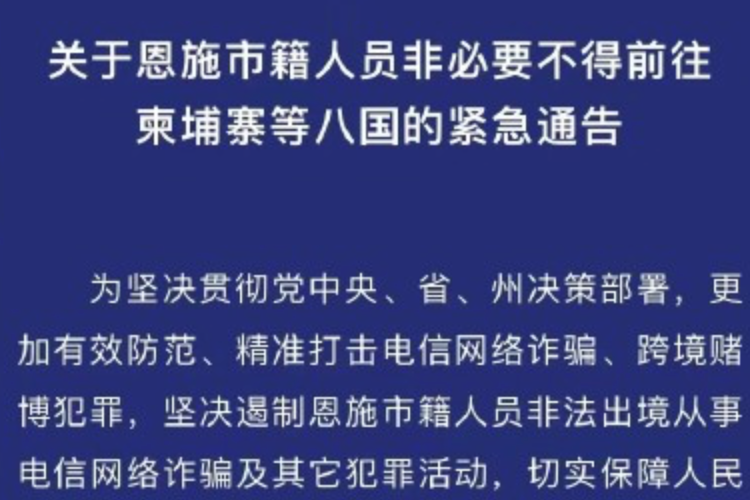 关于恩施市籍人员非必要不得前往
柬埔寨等八国的紧急通告
为坚决贯彻党中央、省、州决策部署，更
加有效防范、精准打击电信网络诈骗、跨境赌
博犯罪，坚决遏制恩施市籍人员非法出境从事
电信网络诈骗及其它犯罪活动，切实保障人民